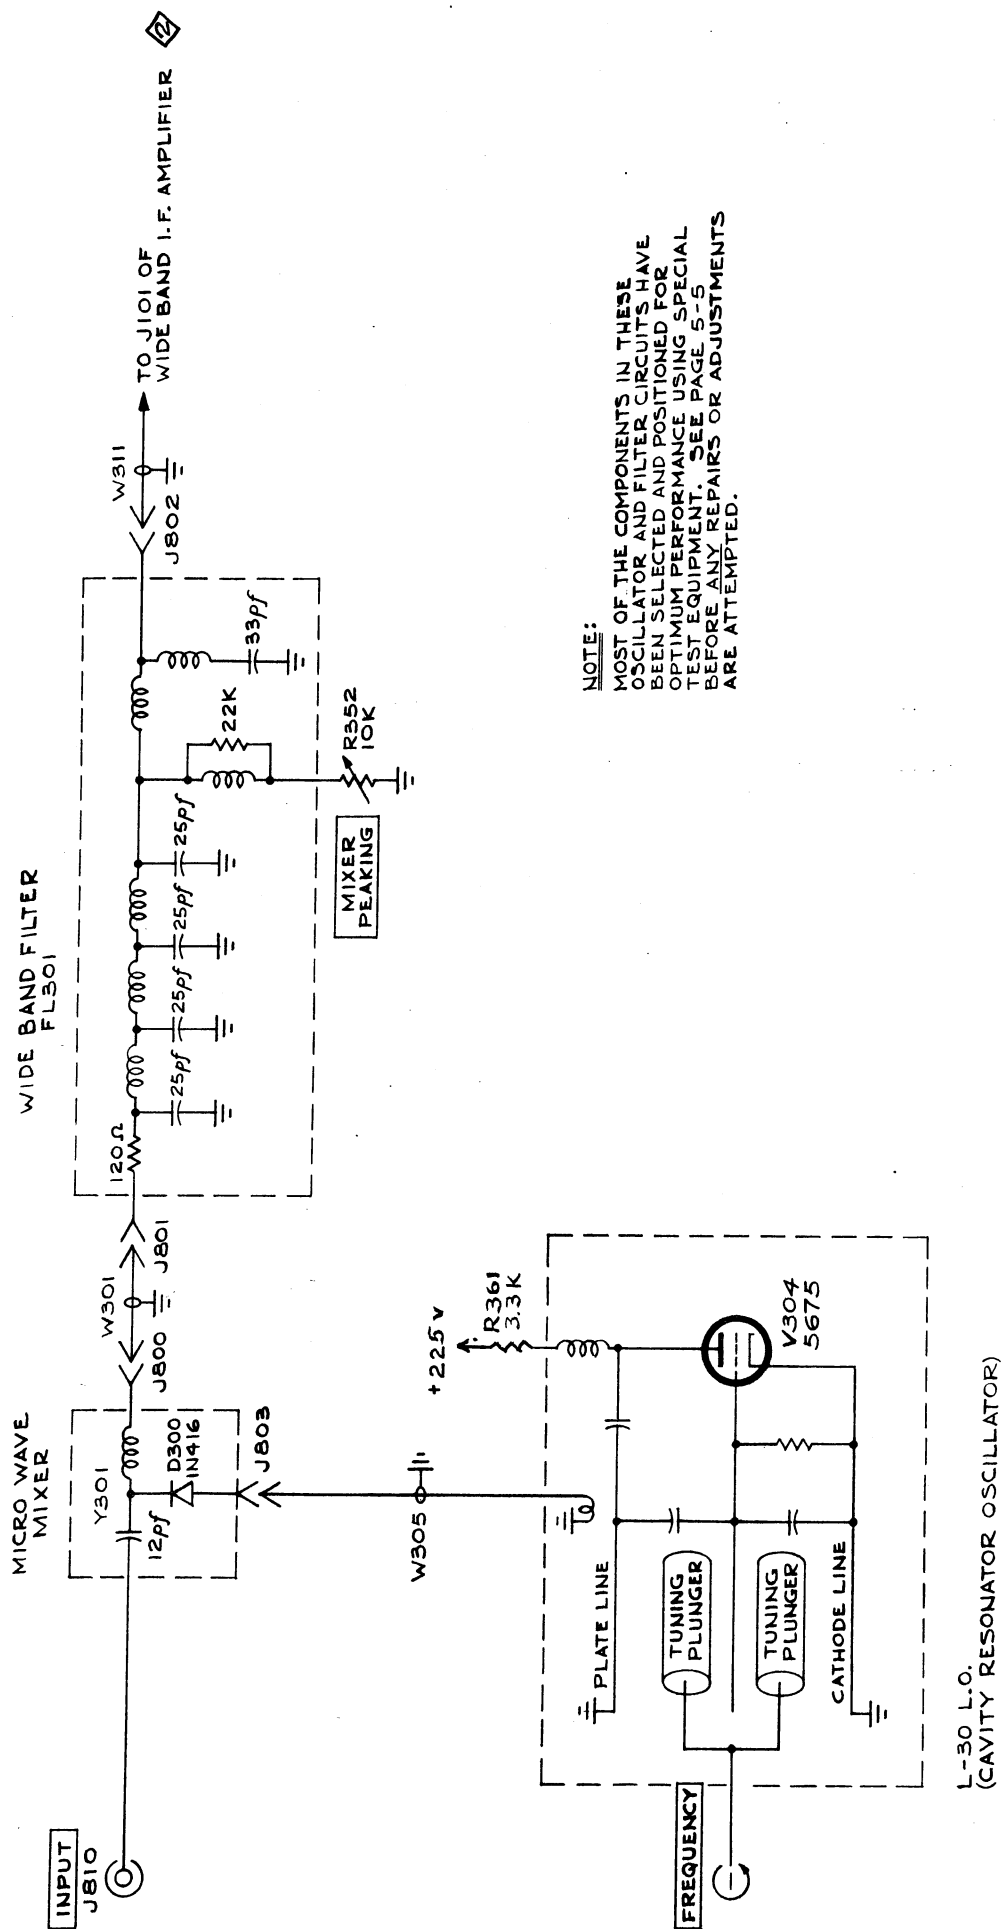 INPUT
J810
MICRO WAVE
MIXER
Y301
12pf
D300
IN416
J803
J800
W301
J801
WIDE BAND FILTER
FL301
120Ω
25pf
25pf
25pf
25pf
22K
33pf
R352
10K
MIXER
PEAKING
J802
W311
TO J101 OF
WIDE BAND I.F. AMPLIFIER
2
W305
+225V
R361
3.3K
V304
5675
PLATE LINE
TUNING
PLUNGER
TUNING
PLUNGER
CATHODE LINE
FREQUENCY
L-30 L.O.
(CAVITY RESONATOR OSCILLATOR)
NOTE:
MOST OF THE COMPONENTS IN THESE
OSCILLATOR AND FILTER CIRCUITS HAVE
BEEN SELECTED AND POSITIONED FOR
OPTIMUM PERFORMANCE USING SPECIAL
TEST EQUIPMENT. SEE PAGE 5-5
BEFORE ANY REPAIRS OR ADJUSTMENTS
ARE ATTEMPTED.